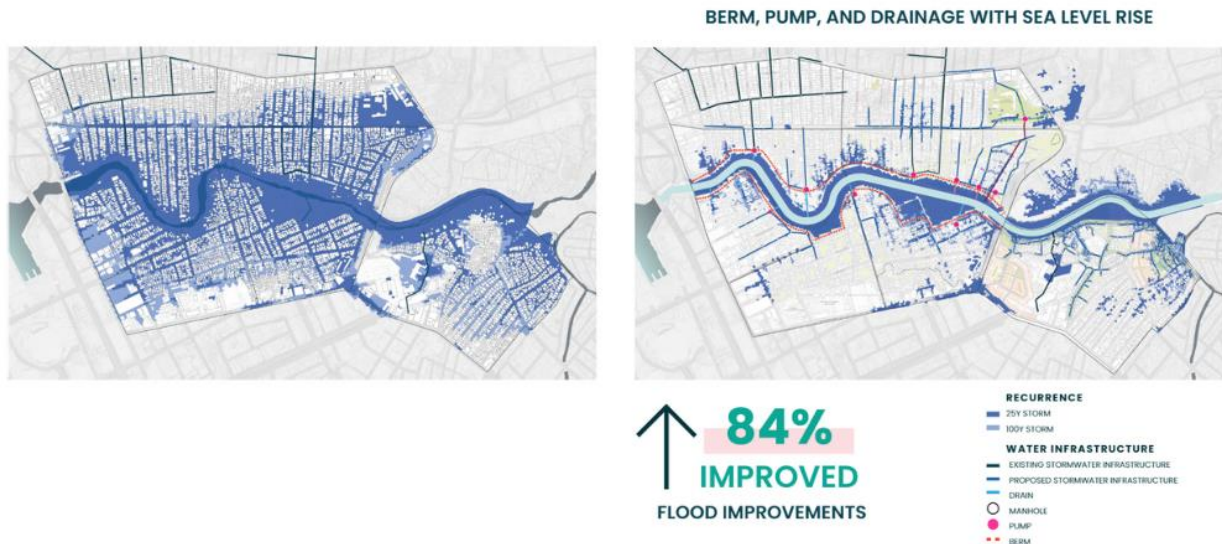 BERM, PUMP, AND DRAINAGE WITH SEA LEVEL RISE
84%
IMPROVED
FLOOD IMPROVEMENTS
RECURRENCE
25Y STORM
100Y STORM
WATER INFRASTRUCTURE
EXISTING STORMWATER INFRASTRUCTURE
PROPOSED STORMWATER INFRASTRUCTURE
DRAIN
MANHOLE
PUMP
BERM